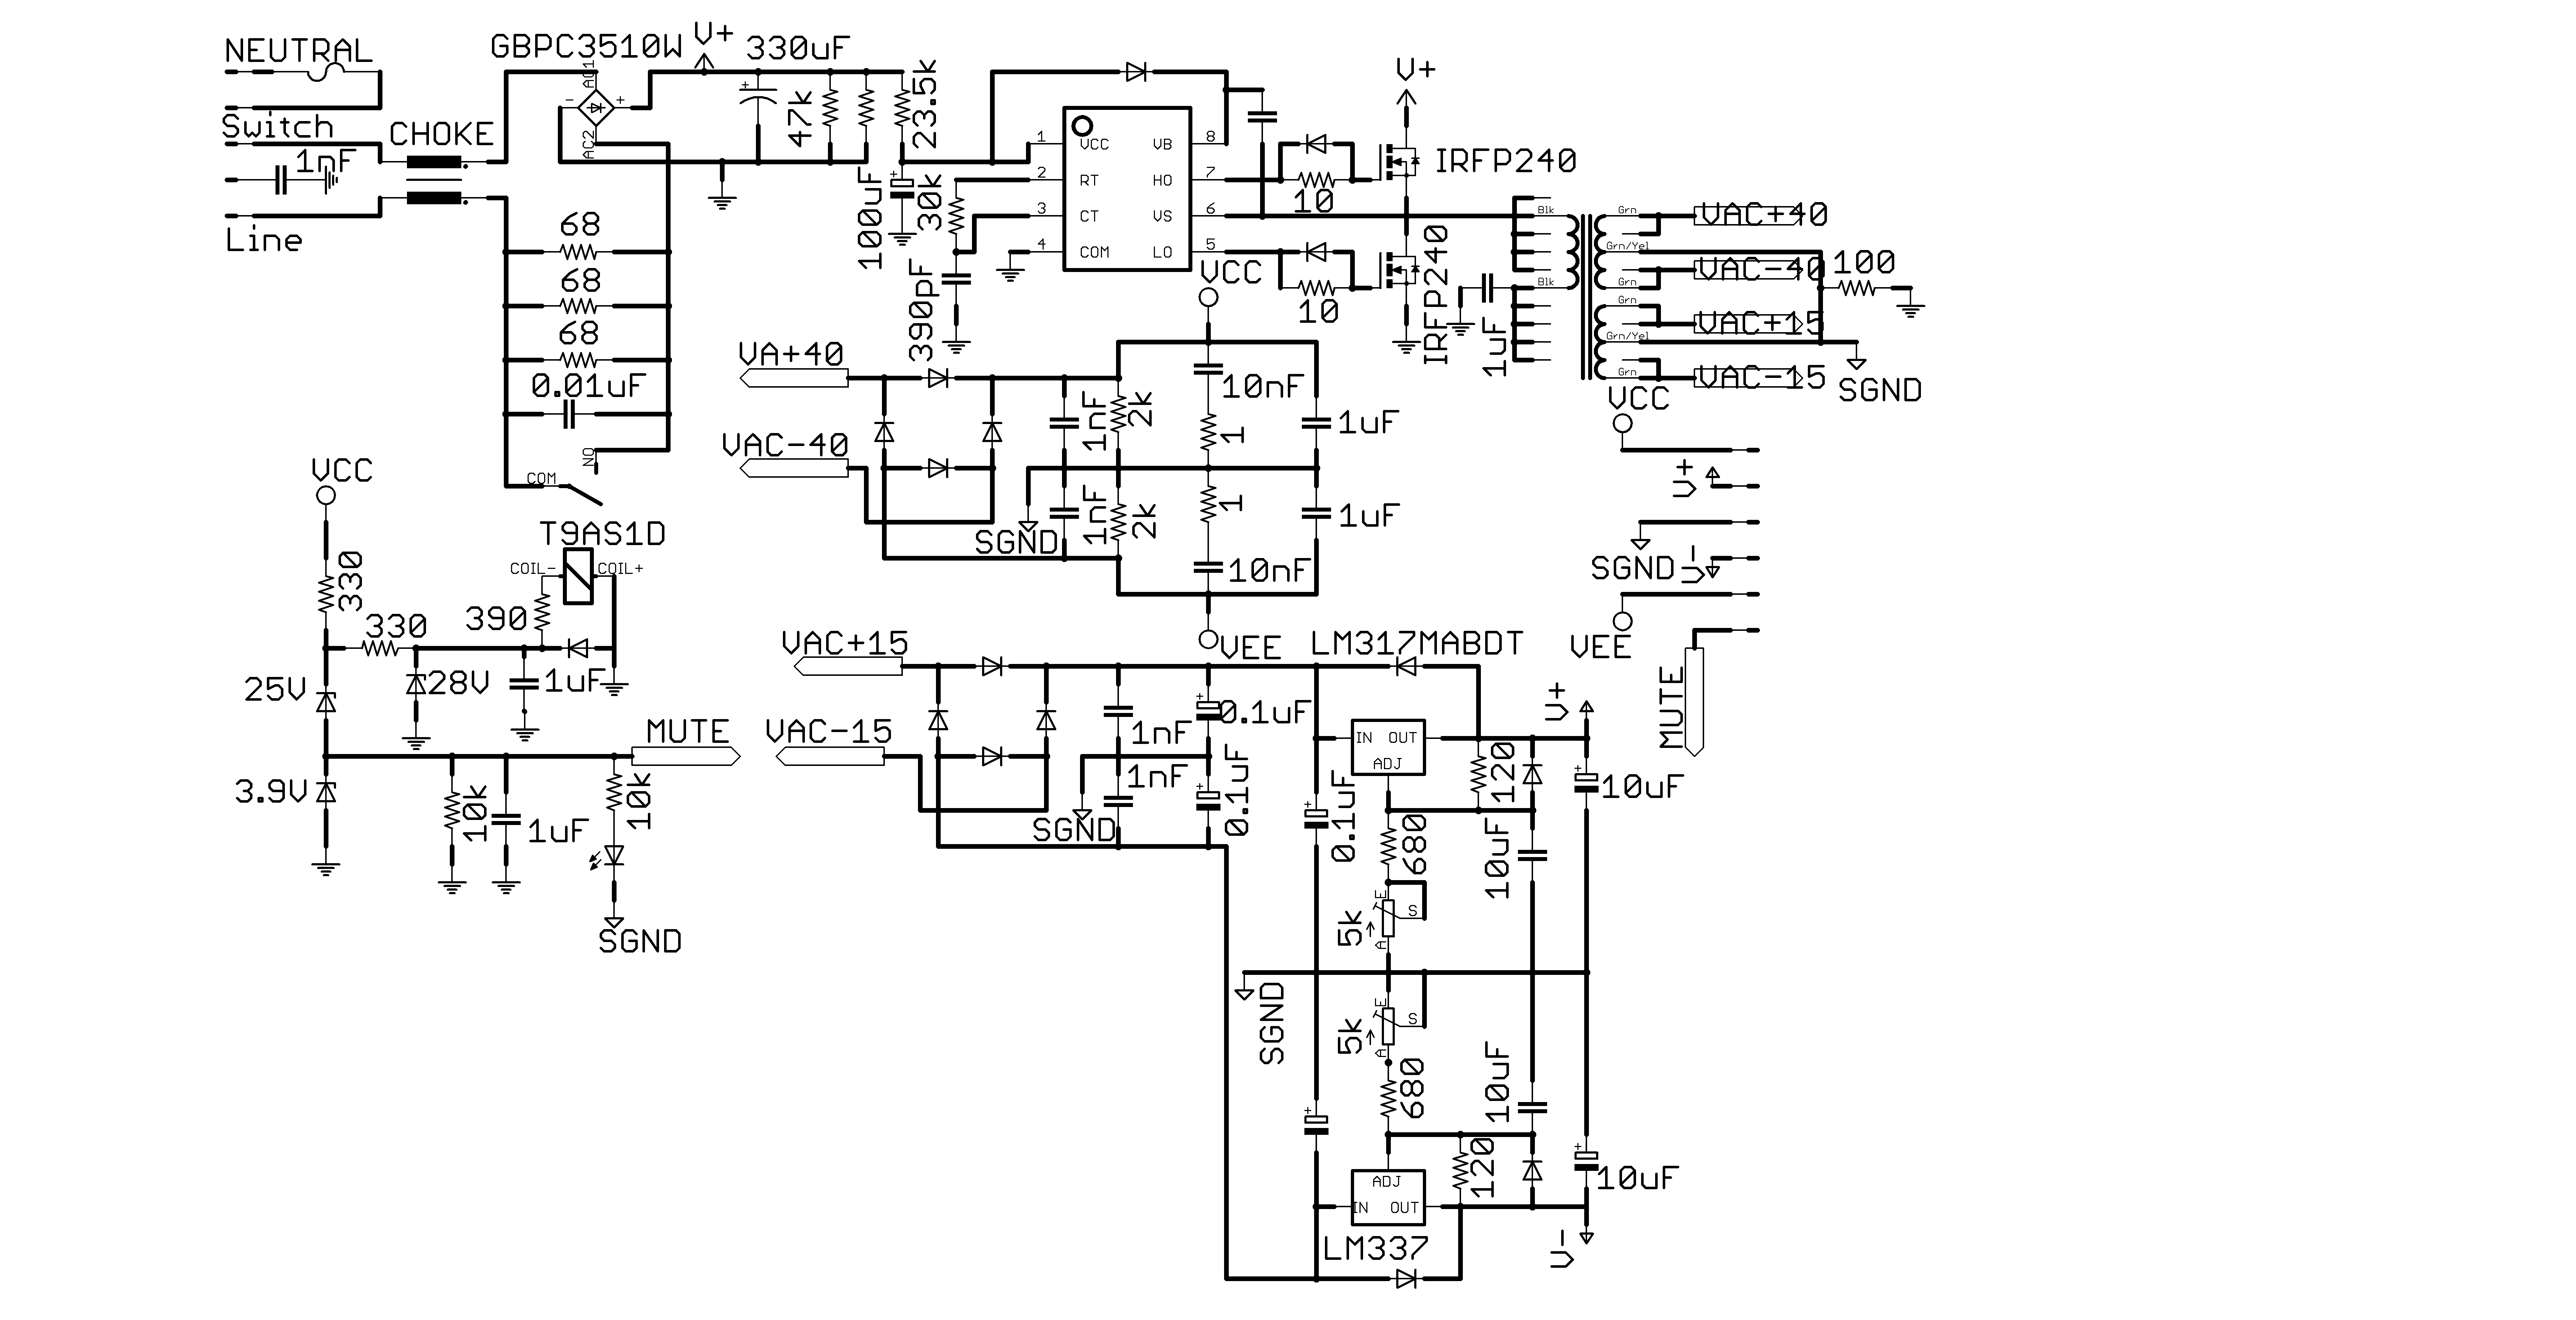 NEUTRAL
Switch
1nF
Line
CHOKE
GBPC3510W
AC1
AC2
-
+
V+
330uF
+
47k
23.5k
100uF
+
30k
390pF
1
2
3
4
VCC
RT
CT
COM
VB
HO
VS
LO
8
7
6
5
V+
IRFP240
10
10
IRFP240
VCC
1uF
Blk
Blk
Grn
Grn/Yel
Grn
Grn
Grn/Yel
Grn
VAC+40
VAC-40
VAC+15
VAC-15
100
SGND
68
68
68
0.01uF
NO
COM
T9AS1D
COIL-
COIL+
VCC
330
330
390
25V
28V
1uF
MUTE
3.9V
10k
1uF
10k
SGND
VA+40
VAC-40
1nF
2k
10nF
1
1uF
SGND
1nF
2k
1
1uF
10nF
VEE
VCC
V+
SGND
V-
VEE
MUTE
VAC+15
VAC-15
1nF
+
0.1uF
1nF
+
0.1uF
SGND
LM317MABDT
IN
OUT
ADJ
V+
120
+
10uF
+
0.1uF
680
10uF
E
S
5k
A
SGND
E
S
5k
A
680
10uF
+
120
+
10uF
ADJ
IN
OUT
LM337
V-